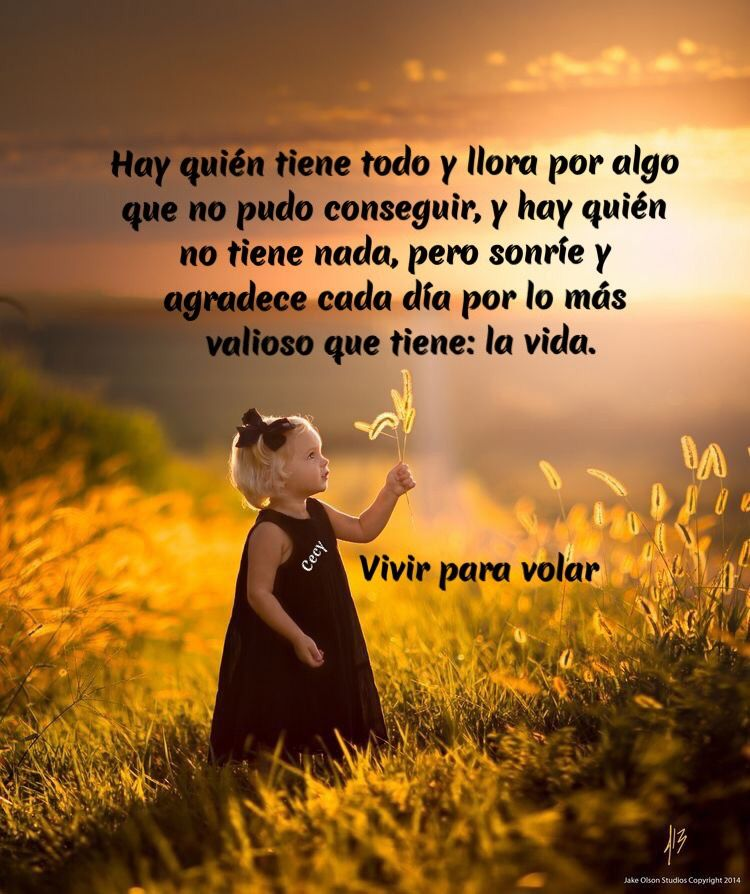 Hay quién tiene todo y llora por algo
que no pudo conseguir, y hay quién
no tiene nada, pero sonríe y
agradece cada día por lo más
valioso que tiene: la vida.
Cecy
Vivir para volar
Jake Olson Studios Copyright 2014